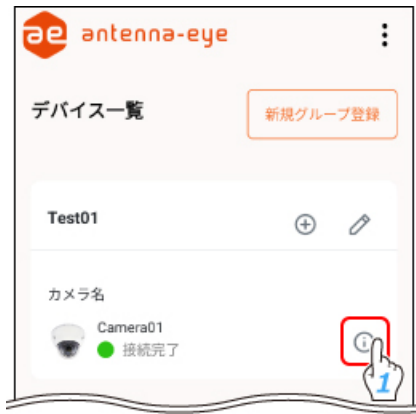 ae antenna-eye
デバイス一覧
新規グループ登録
Test01
カメラ名
Camera01
接続完了
1